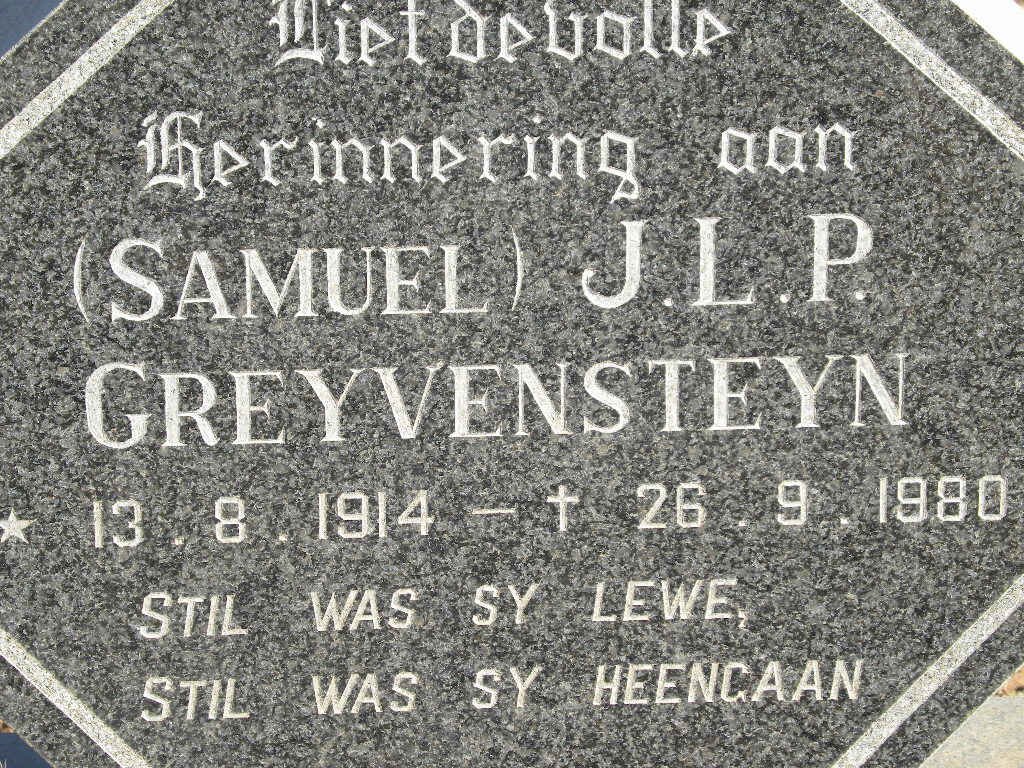 Liefdevolle
Herinnering aan
(SAMUEL) J.L.P.
GREYVENSTEYN
★ 13.8.1914 – † 26.9.1980
STIL WAS SY LEWE,
STIL WAS SY HEENGAAN